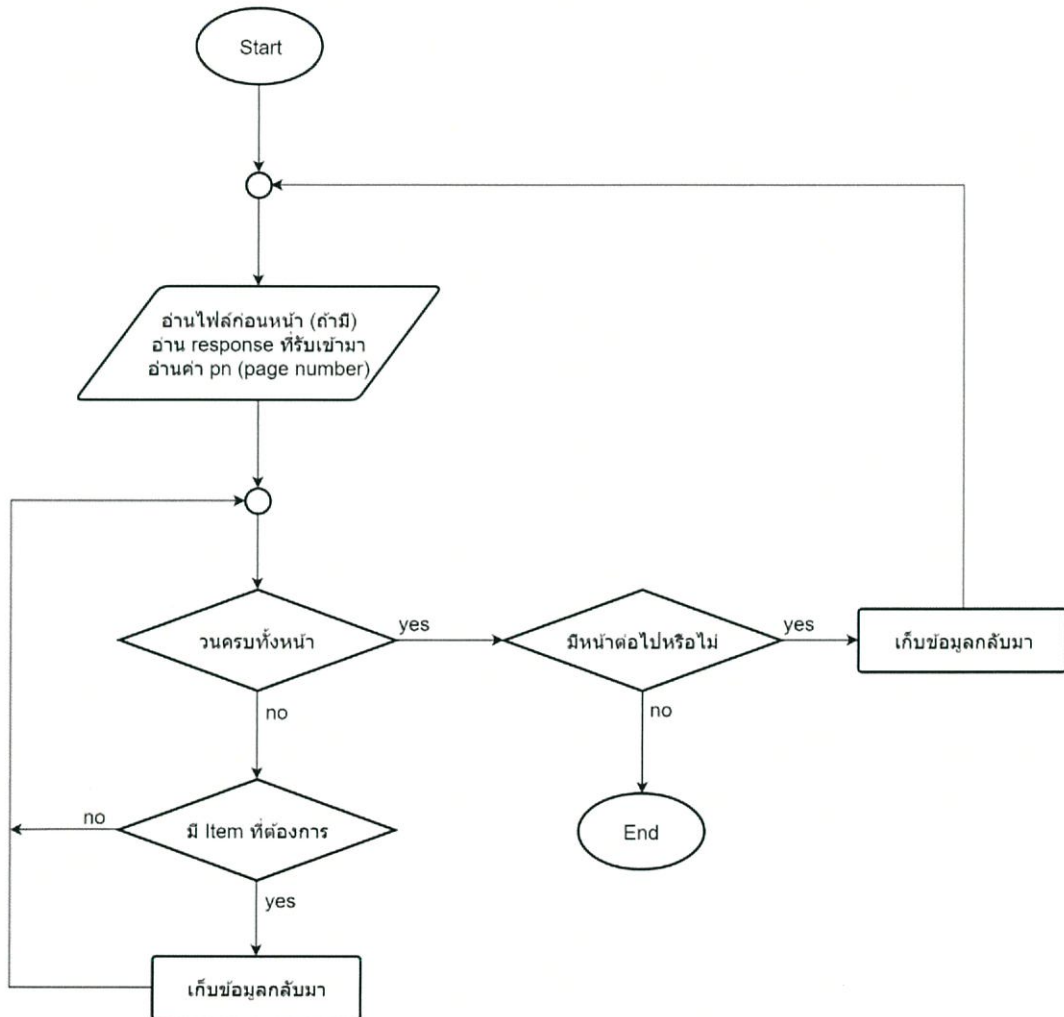 Start
อ่านไฟล์ก่อนหน้า (ถ้ามี)
อ่าน response ที่รับเข้ามา
อ่านค่า pn (page number)
วนครบทั้งหน้า
yes
มีหน้าต่อไปหรือไม่
yes
เก็บข้อมูลกลับมา
no
no
มี Item ที่ต้องการ
no
End
yes
เก็บข้อมูลกลับมา